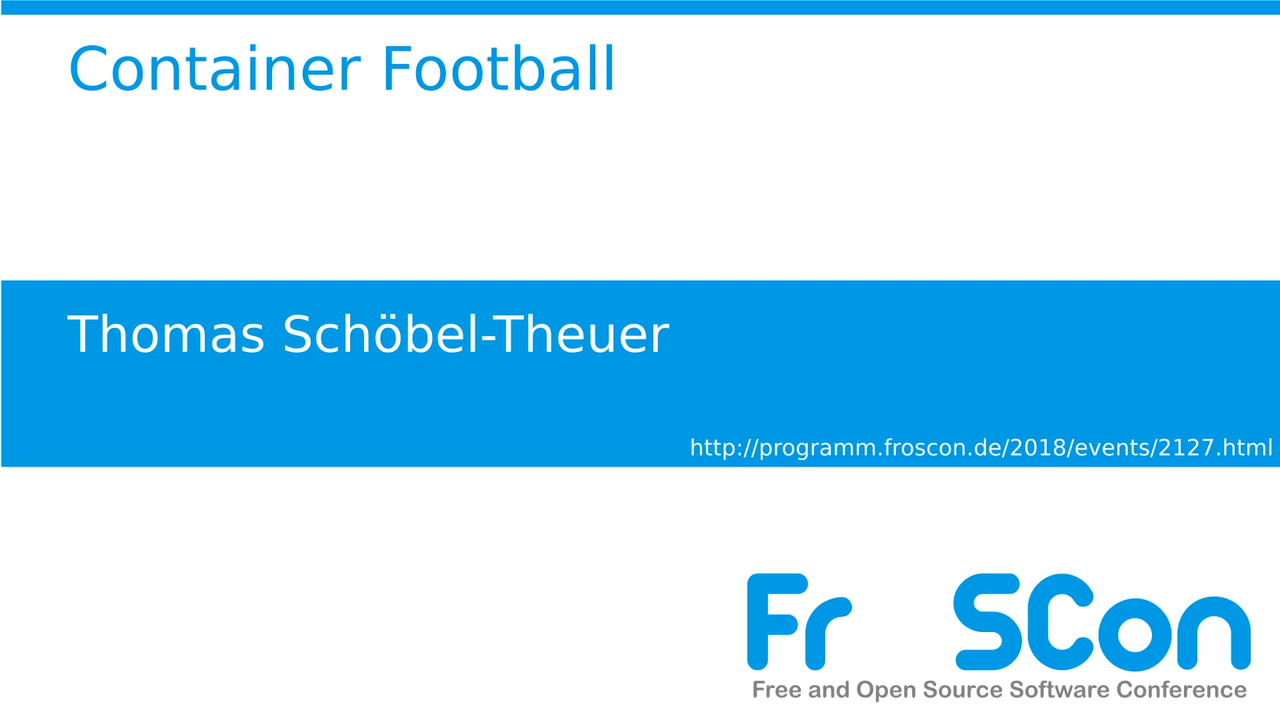 Container Football
Thomas Schöbel-Theuer
http://programm.froscon.de/2018/events/2127.html
Fr SCon
Free and Open Source Software Conference